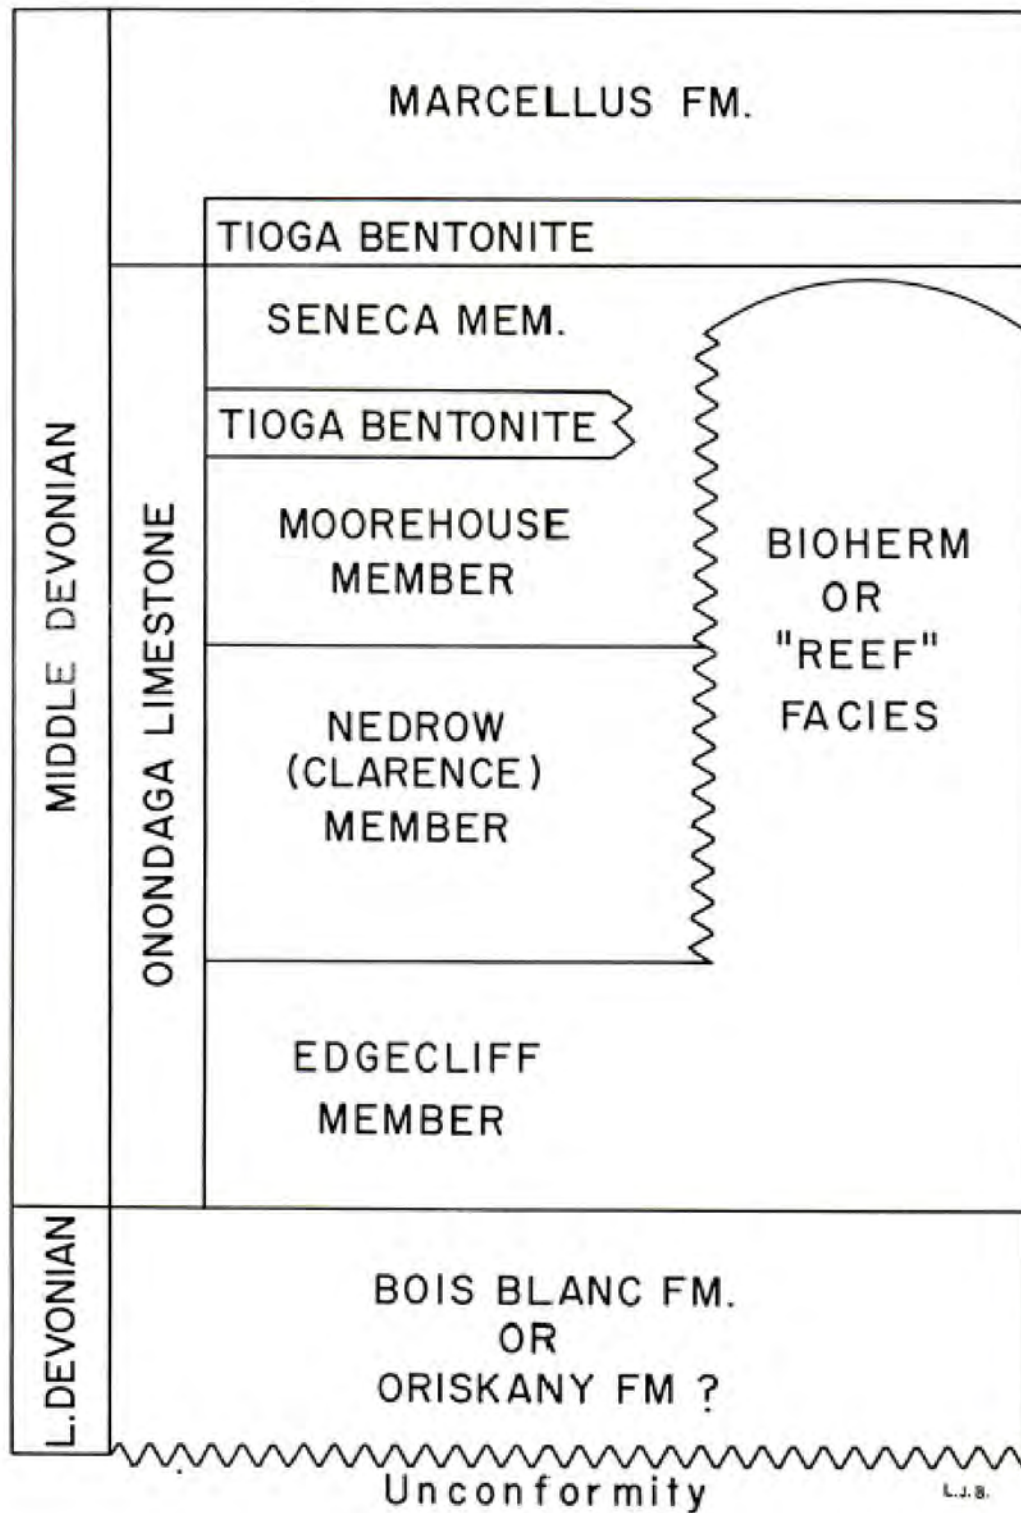 MARCELLUS FM.
TIOGA BENTONITE
SENECA MEM.
TIOGA BENTONITE
MOOREHOUSE
MEMBER
NEDROW
(CLARENCE)
MEMBER
EDGECLIFF
MEMBER
BIOHERM
OR
"REEF"
FACIES
MIDDLE DEVONIAN
ONONDAGA LIMESTONE
L.DEVONIAN
BOIS BLANC FM.
OR
ORISKANY FM ?
Unconformity
L.J.B.